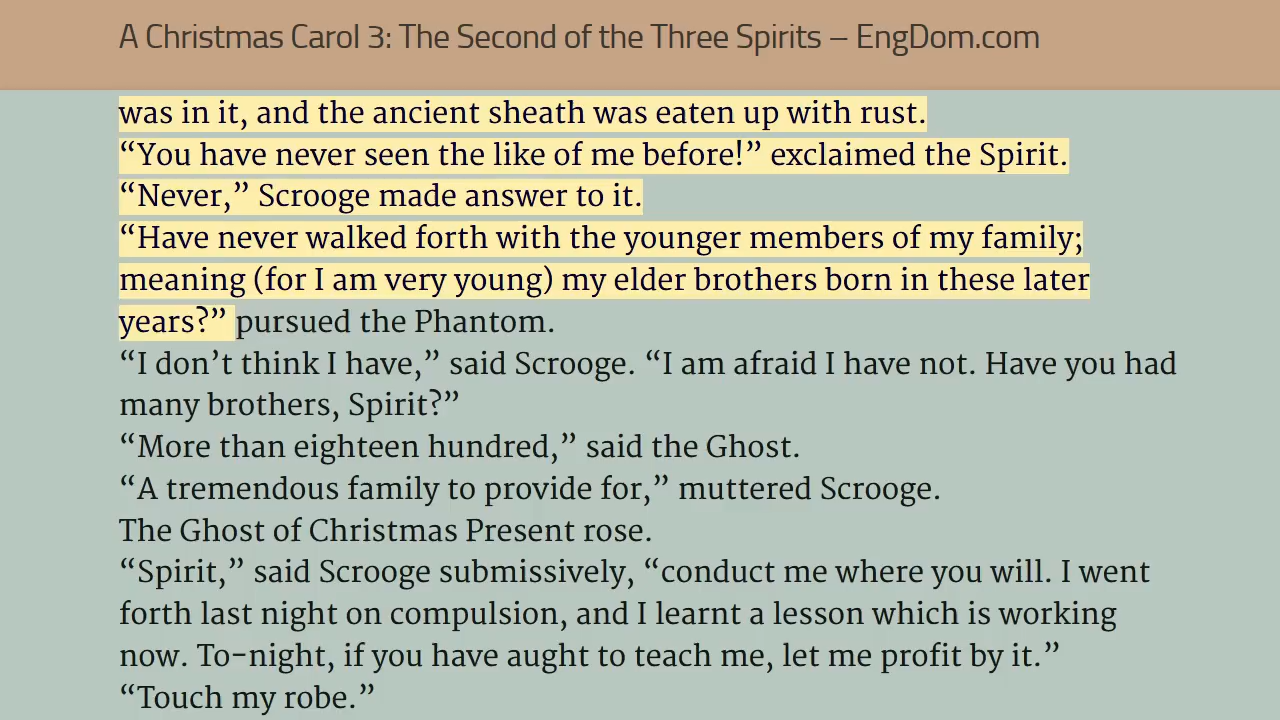 A Christmas Carol 3: The Second of the Three Spirits – EngDom.com
was in it, and the ancient sheath was eaten up with rust.
“You have never seen the like of me before!” exclaimed the Spirit.
“Never,” Scrooge made answer to it.
“Have never walked forth with the younger members of my family;
meaning (for I am very young) my elder brothers born in these later
years?” pursued the Phantom.
“I don’t think I have,” said Scrooge. “I am afraid I have not. Have you had
many brothers, Spirit?”
“More than eighteen hundred,” said the Ghost.
“A tremendous family to provide for,” muttered Scrooge.
The Ghost of Christmas Present rose.
“Spirit,” said Scrooge submissively, “conduct me where you will. I went
forth last night on compulsion, and I learnt a lesson which is working
now. To-night, if you have aught to teach me, let me profit by it.”
“Touch my robe.”